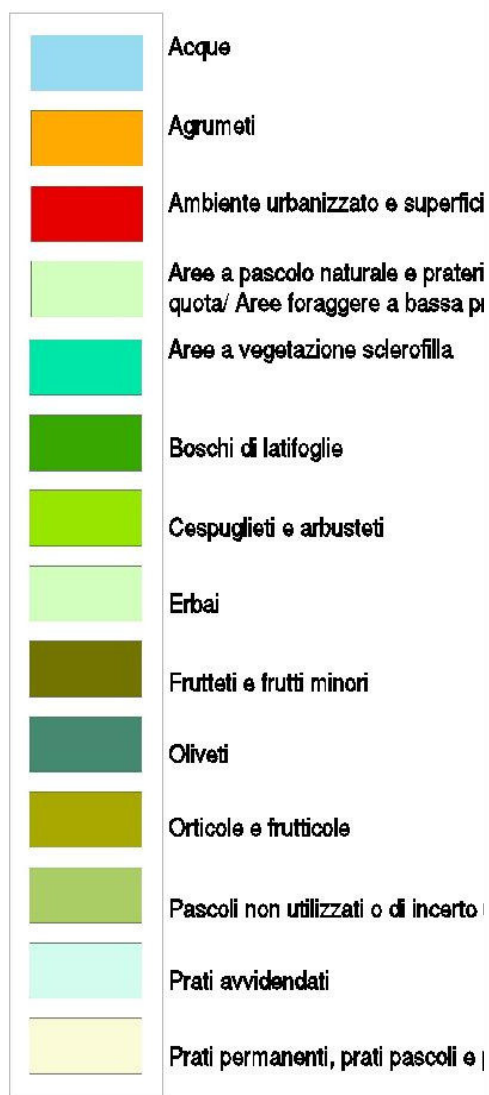 Acque
Agrumeti
Ambiente urbanizzato e superfici
Aree a pascolo naturale e prateri
quota/ Aree foraggere a bassa pr
Aree a vegetazione sclerofilla
Boschi di latifoglie
Cespuglieti e arbusteti
Erbai
Frutteti e frutti minori
Oliveti
Orticole e frutticole
Pascoli non utilizzati o di incerto
Prati avvidendati
Prati permanenti, prati pascoli e